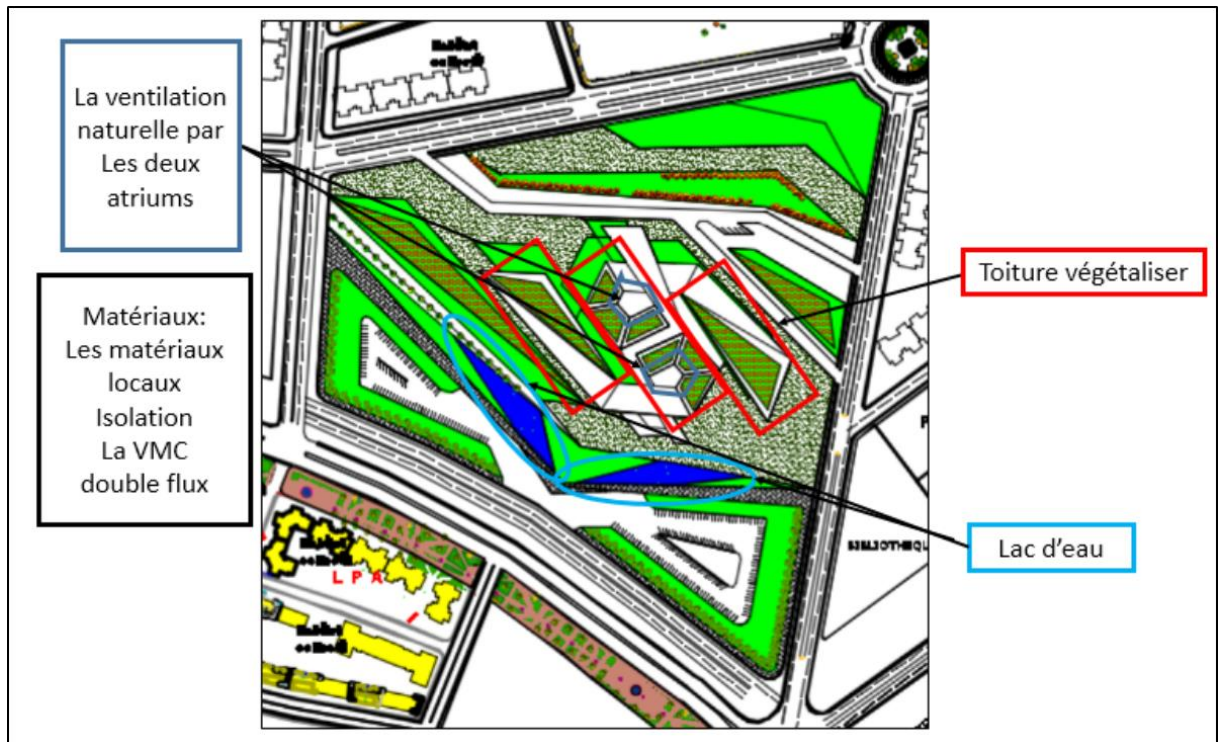 La ventilation
naturelle par
Les deux
atriums
Matériaux:
Les matériaux
locaux
Isolation
La VMC
double flux
Toiture végétaliser
Lac d'eau
BIBLIOTHEQU
L P A